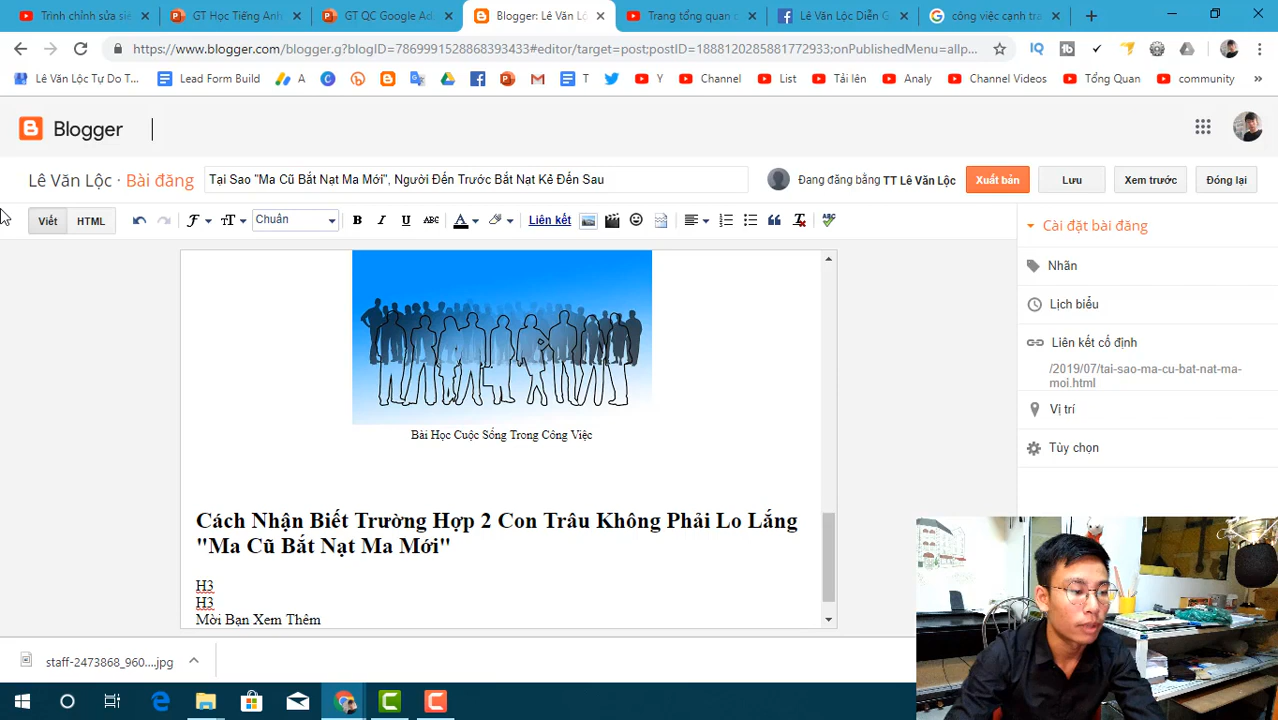 Trình chỉnh sửa siê
GT Học Tiếng Anh
GT QC Google Ad
Blogger: Lê Văn Lộ
Trang tổng quan c
Lê Văn Lộc Diễn G
công việc cạnh tra
https://www.blogger.com/blogger.g?blogID=7869991528868393433#editor/target=post;postID=1888120285881772933;onPublishedMenu=allp...
Lê Văn Lộc Tự Do T...
Lead Form Build
A
T
Y
Channel
List
Tải lên
Analy
Channel Videos
Tổng Quan
community
Blogger
Lê Văn Lộc · Bài đăng
Tại Sao "Ma Cũ Bắt Nạt Ma Mới", Người Đến Trước Bắt Nạt Kẻ Đến Sau
Đang đăng bằng TT Lê Văn Lộc
Xuất bản
Lưu
Xem trước
Đóng lại
Viết
HTML
Chuẩn
B I U ABC A
Liên kết
Cài đặt bài đăng
Nhãn
Lịch biểu
Liên kết cố định
/2019/07/tai-sao-ma-cu-bat-nat-ma-
moi.html
Vị trí
Tùy chọn
Bài Học Cuộc Sống Trong Công Việc
Cách Nhận Biết Trường Hợp 2 Con Trâu Không Phải Lo Lắng
"Ma Cũ Bắt Nạt Ma Mới"
H3
H3
Mời Bạn Xem Thêm
staff-2473868_960....jpg